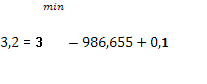 min
3,2 = 3 − 986,655 + 0,1